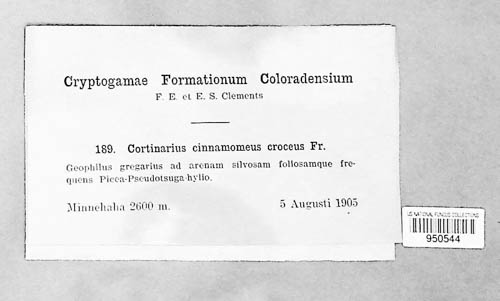 Cryptogamae Formationum Coloradensium
F. E. et E. S. Clements
189. Cortinarius cinnamomeus croceus Fr.
Geophilus gregarius ad arenam silvosam foliosamque fre-
quens Picea-Pseudotsuga-hylio.
Minnehaha 2600 m. 5 Augusti 1905
US NATIONAL FUNGUS COLLECTIONS
950544